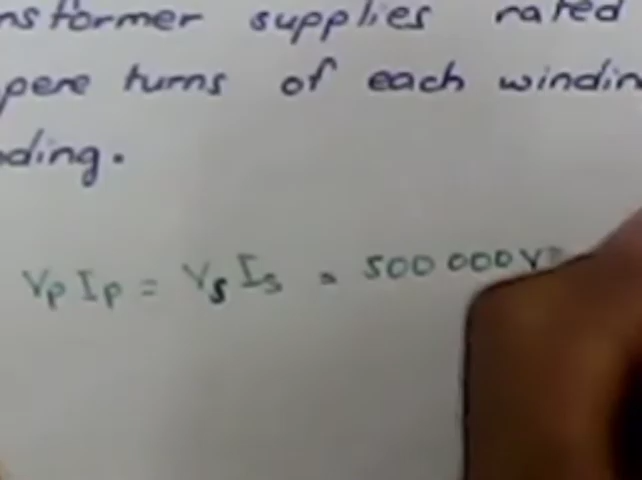 nsformer supplies rated
pere turns of each windin
ding.
VP IP = VS IS = 500 000 V